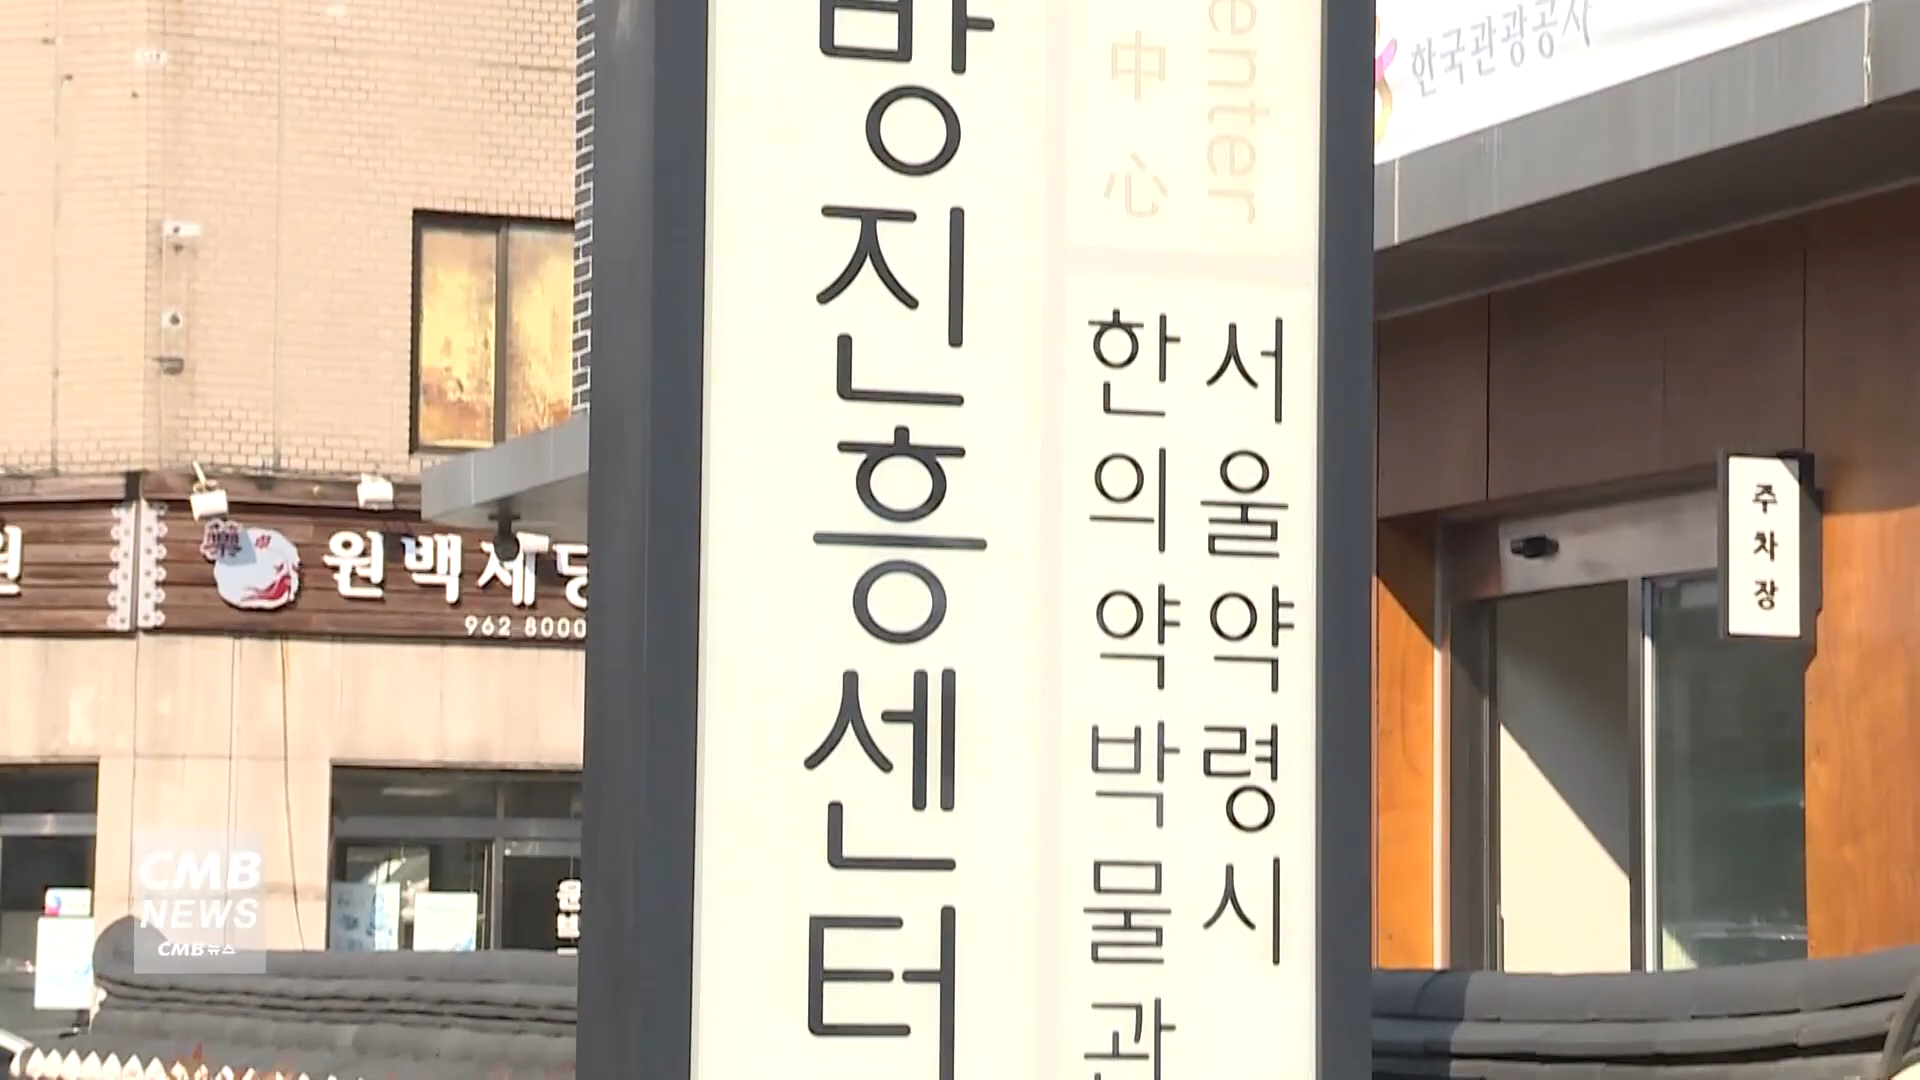 방진흥센터
中心
enter
서울약령시
한의약박물관
한국관광공사
원백세당
962 8000
주차장
원
CMB
NEWS
CMB뉴스